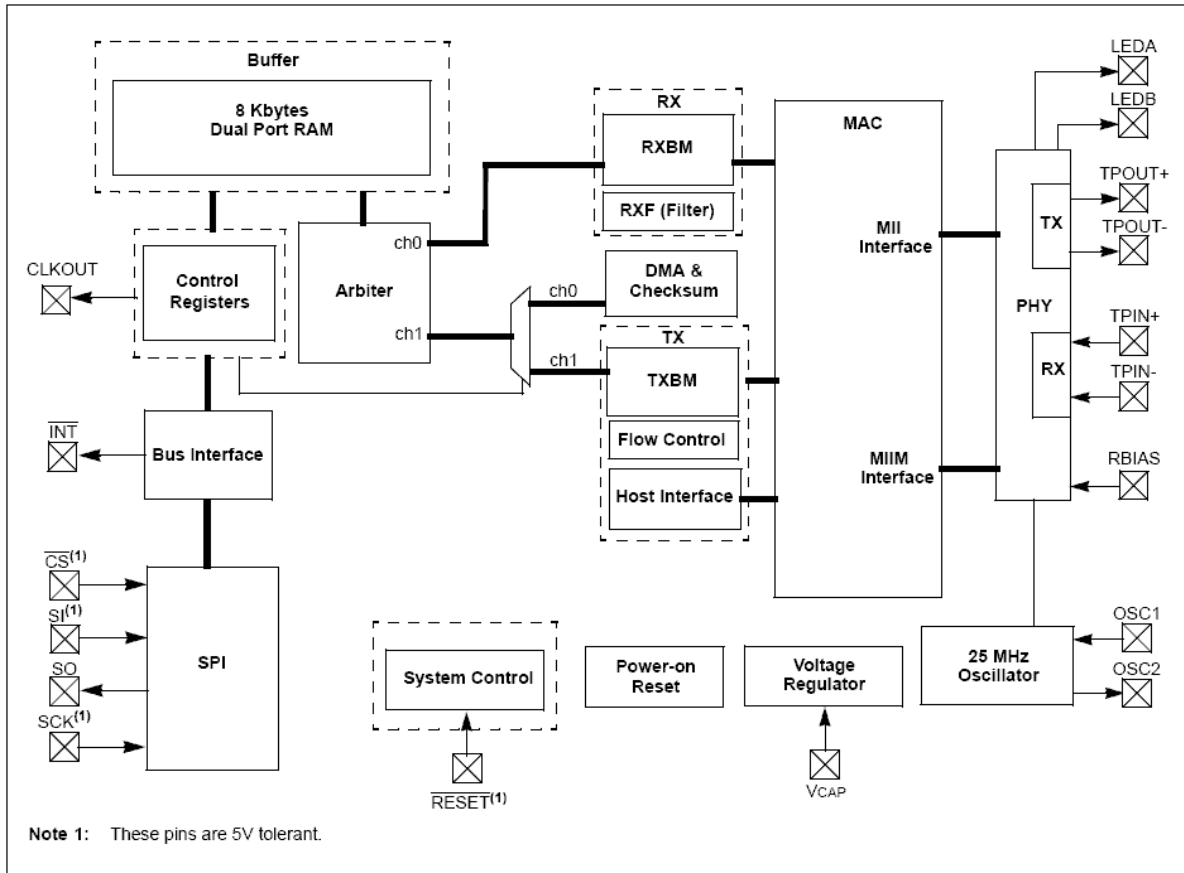 Buffer
8 Kbytes
Dual Port RAM
LEDA
LEDB
RX
RXBM
RXF (Filter)
MAC
TPOUT+
TPOUT-
TX
MII
Interface
PHY
ch0
Arbiter
ch1
CLKOUT
Control
Registers
ch0
DMA &
Checksum
ch1
TX
TXBM
Flow Control
Host Interface
TPIN+
RX
TPIN-
MIIM
Interface
RBIAS
INT
Bus Interface
CS(1)
SI(1)
SO
SCK(1)
SPI
System Control
RESET(1)
Power-on
Reset
Voltage
Regulator
VCAP
25 MHz
Oscillator
OSC1
OSC2
Note 1: These pins are 5V tolerant.